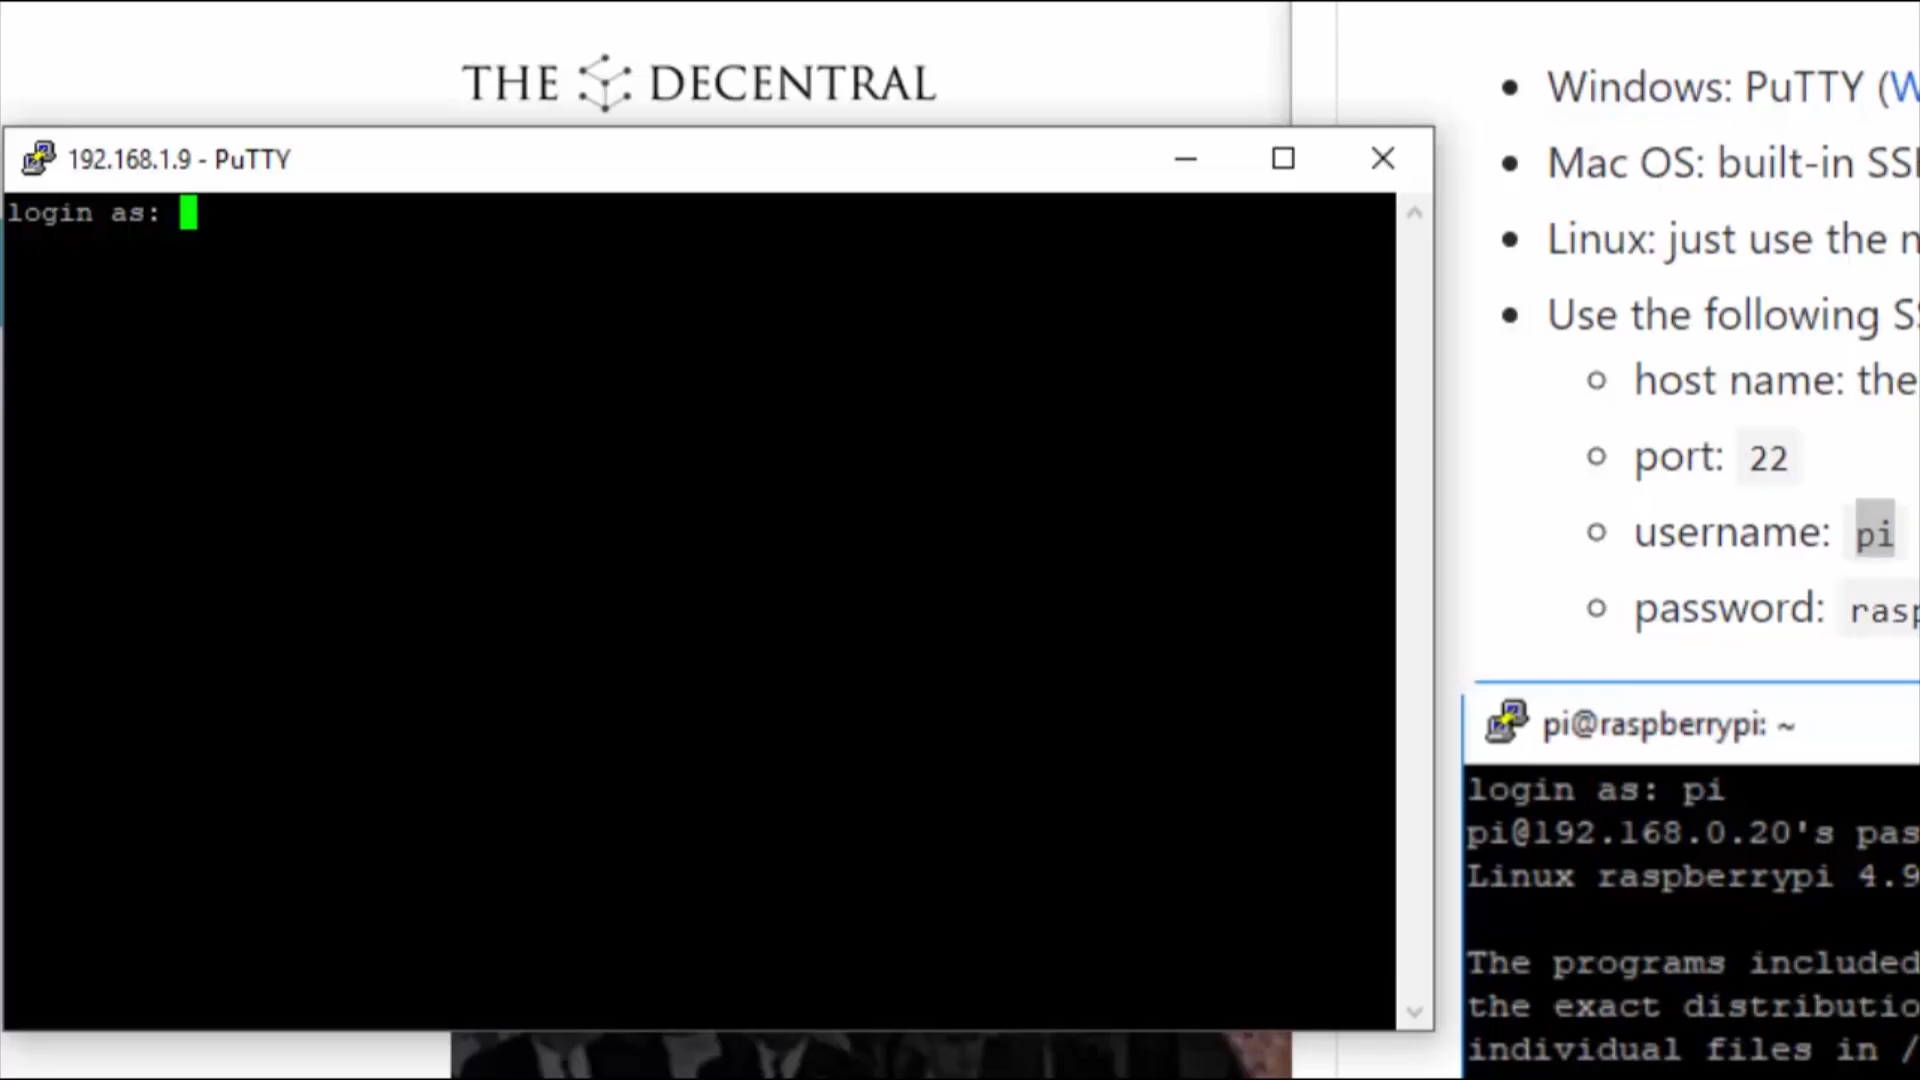 THE DECENTRAL
192.168.1.9 - PuTTY
login as:
Windows: PuTTY (W
Mac OS: built-in SSH
Linux: just use the n
Use the following SS
host name: the
port: 22
username: pi
password: rasp
pi@raspberrypi: ~
login as: pi
pi@192.168.0.20's pas
Linux raspberrypi 4.9
The programs included
the exact distributio
individual files in /